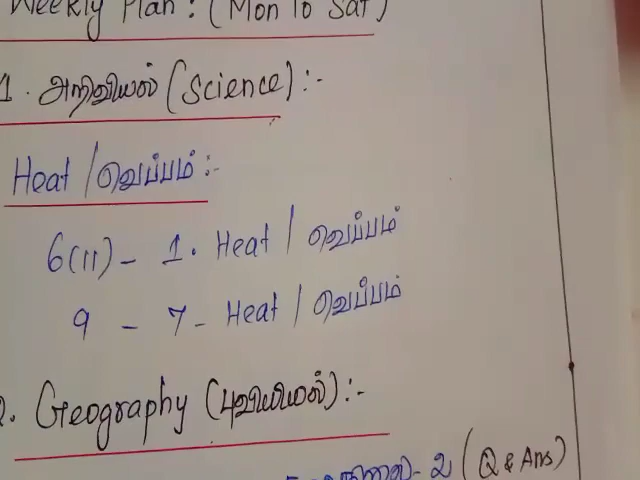 Weekly Plan : (Mon To Sat)
1. அறிவியல் (Science) :-
Heat / வெப்பம் :-
6(11) - 1. Heat / வெப்பம்
9 - 7 - Heat / வெப்பம்
2. Geography (புவியியல்) :-
- 2 (Q & Ans)